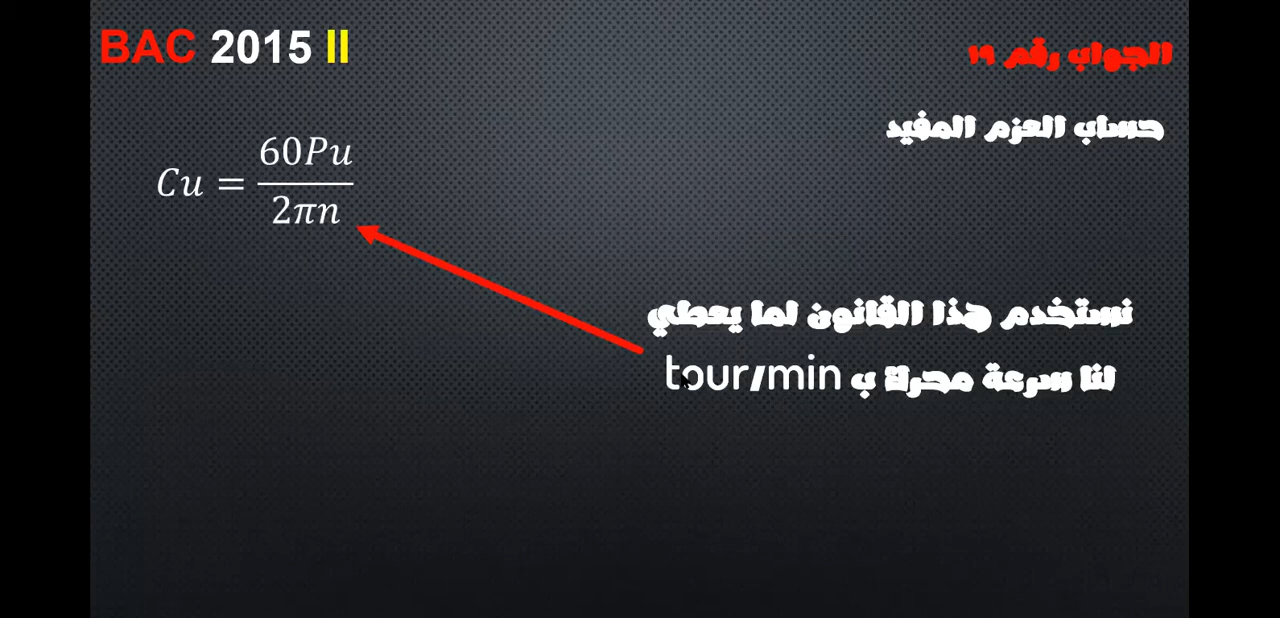 BAC 2015 II
الجواب رقم ١٩
حساب العزم المفيد
Cu = 60Pu / 2πn
نستخدم هذا القانون لما يعطي
لنا سرعة محرك ب tour/min